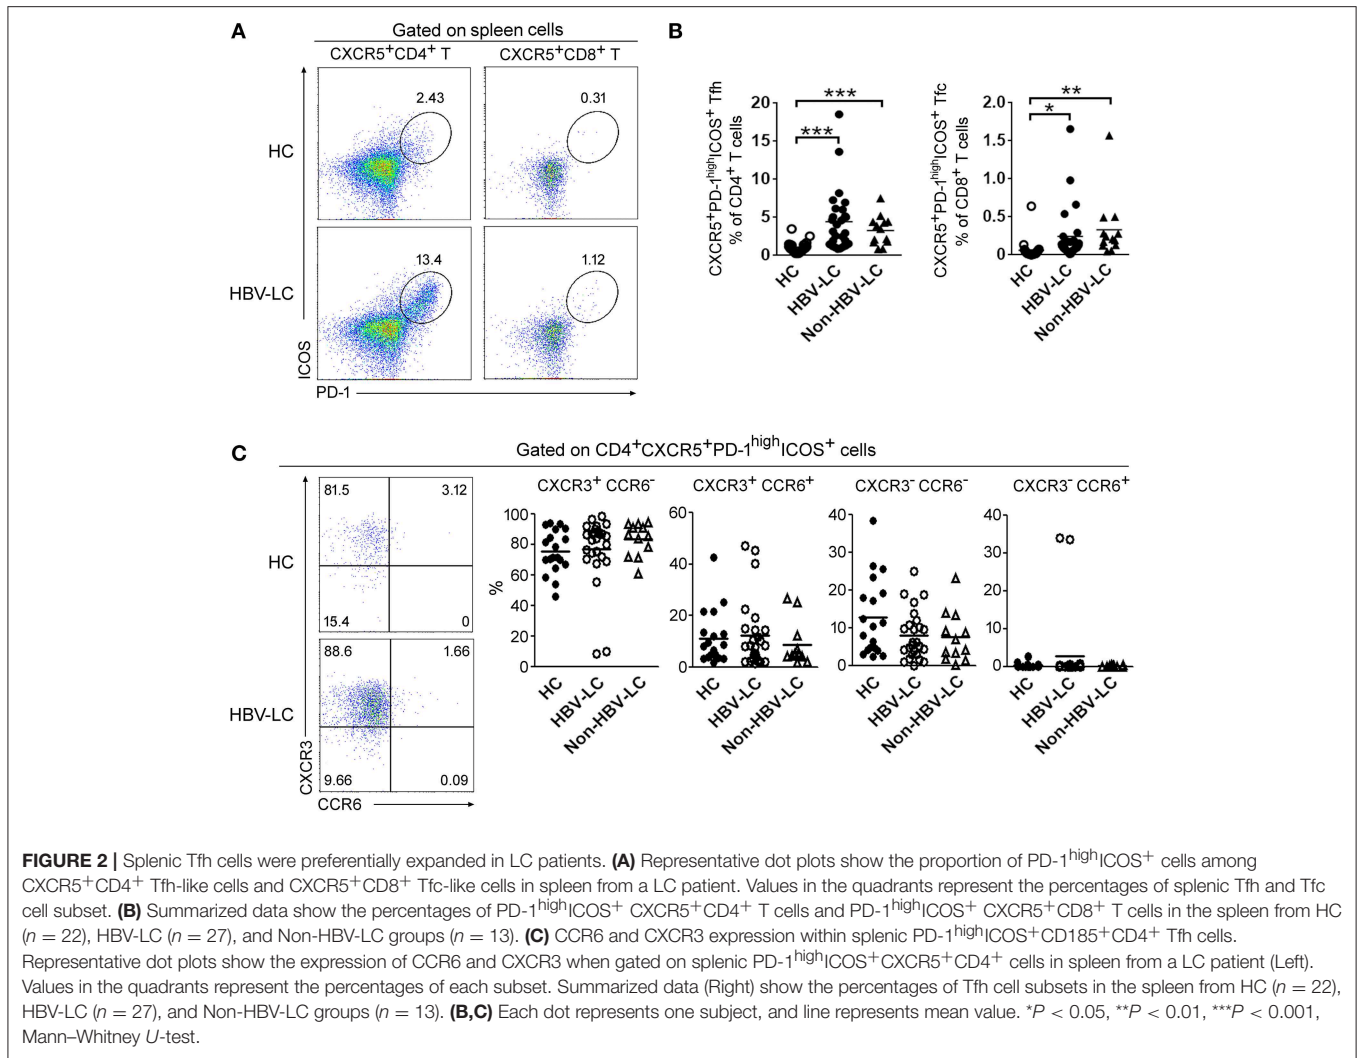 A
Gated on spleen cells
CXCR5⁺CD4⁺ T
CXCR5⁺CD8⁺ T
HC
2.43
0.31
HBV-LC
13.4
1.12
ICOS
PD-1
B
CXCR5⁺PD-1ʰⁱᵍʰICOS⁺ Tfh
% of CD4⁺ T cells
20
15
10
5
0
***
***
HC
HBV-LC
Non-HBV-LC
CXCR5⁺PD-1ʰⁱᵍʰICOS⁺ Tfc
% of CD8⁺ T cells
2.0
1.5
1.0
0.5
0
**
*
HC
HBV-LC
Non-HBV-LC
C
Gated on CD4⁺CXCR5⁺PD-1ʰⁱᵍʰICOS⁺ cells
HC
81.5 3.12
15.4 0
HBV-LC
88.6 1.66
9.66 0.09
CXCR3
CCR6
CXCR3⁺ CCR6⁻
%
100
80
60
40
20
0
HC
HBV-LC
Non-HBV-LC
CXCR3⁺ CCR6⁺
60
40
20
0
HC
HBV-LC
Non-HBV-LC
CXCR3⁻ CCR6⁻
40
30
20
10
0
HC
HBV-LC
Non-HBV-LC
CXCR3⁻ CCR6⁺
40
30
20
10
0
HC
HBV-LC
Non-HBV-LC
FIGURE 2 | Splenic Tfh cells were preferentially expanded in LC patients. (A) Representative dot plots show the proportion of PD-1ʰⁱᵍʰICOS⁺ cells among
CXCR5⁺CD4⁺ Tfh-like cells and CXCR5⁺CD8⁺ Tfc-like cells in spleen from a LC patient. Values in the quadrants represent the percentages of splenic Tfh and Tfc
cell subset. (B) Summarized data show the percentages of PD-1ʰⁱᵍʰICOS⁺ CXCR5⁺CD4⁺ T cells and PD-1ʰⁱᵍʰICOS⁺ CXCR5⁺CD8⁺ T cells in the spleen from HC
(n = 22), HBV-LC (n = 27), and Non-HBV-LC groups (n = 13). (C) CCR6 and CXCR3 expression within splenic PD-1ʰⁱᵍʰICOS⁺CD185⁺CD4⁺ Tfh cells.
Representative dot plots show the expression of CCR6 and CXCR3 when gated on splenic PD-1ʰⁱᵍʰICOS⁺CXCR5⁺CD4⁺ cells in spleen from a LC patient (Left).
Values in the quadrants represent the percentages of each subset. Summarized data (Right) show the percentages of Tfh cell subsets in the spleen from HC (n = 22),
HBV-LC (n = 27), and Non-HBV-LC groups (n = 13). (B,C) Each dot represents one subject, and line represents mean value. *P < 0.05, **P < 0.01, ***P < 0.001,
Mann–Whitney U-test.